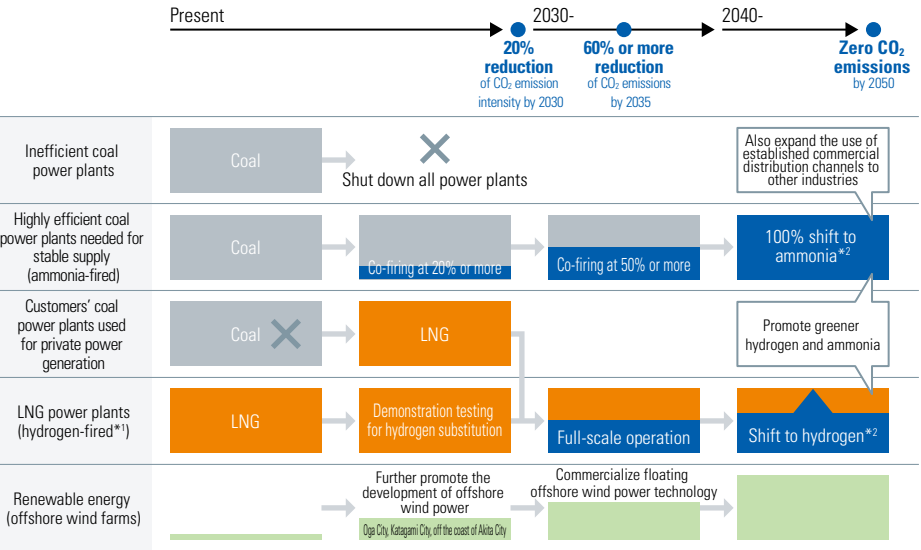 Present
2030-
2040-
20%
reduction
of CO₂ emission
intensity by 2030
60% or more
reduction
of CO₂ emissions
by 2035
Zero CO₂
emissions
by 2050
Inefficient coal
power plants
Coal
Shut down all power plants
Also expand the use of
established commercial
distribution channels to
other industries
Highly efficient coal
power plants needed for
stable supply
(ammonia-fired)
Coal
Co-firing at 20% or more
Co-firing at 50% or more
100% shift to
ammonia*2
Customers' coal
power plants used
for private power
generation
Coal
LNG
Promote greener
hydrogen and ammonia
LNG power plants
(hydrogen-fired*1)
LNG
Demonstration testing
for hydrogen substitution
Full-scale operation
Shift to hydrogen*2
Renewable energy
(offshore wind farms)
Further promote the
development of offshore
wind power
Oga City, Katagami City, off the coast of Akita City
Commercialize floating
offshore wind power technology